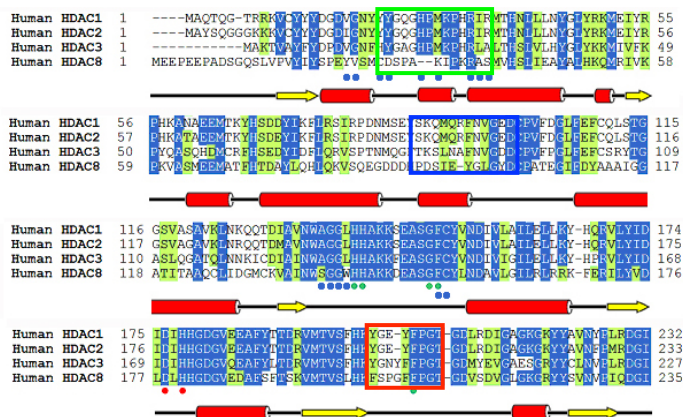 Human HDAC1 1 ----MAQTQG-TRRKVCYYYDGDVGNYYYGQGHPMKPHRIRMTHNLLLNYGLYRKMEIYR 55
Human HDAC2 1 ----MAYSQGGGKKKVCYYYDGDIGNYYYGQGHPMKPHRIRMTHNLLLNYGLYRKMEIYR 56
Human HDAC3 1 -----------MAKTVAYFYDPDVGNFHYGAGHPMKPHRLALTHSLVLHYGLYKKMIVFK 49
Human HDAC8 1 MEEPEEPADSGQSLVPVYIYSPEYVSMCDSPA--KIPKRASMVHSLIEAYALHKQMRIVK 58
Human HDAC1 56 PHKANAEEMTKYHSDDYIKFLRSIRPDNMSEYSKQMQRFNVGEDCPVFDGLFEFCQLSTG 115
Human HDAC2 57 PHKATAEEMTKYHSDEYIKFLRSIRPDNMSEYSKQMQRFNVGEDCPVFDGLFEFCQLSTG 116
Human HDAC3 50 PYQASQHDMCRFHSEDYIDFLQRVSPTNMQGFTKSLNAFNVGDDCPVFPGLFEFCSRYTG 109
Human HDAC8 59 PKVASMEEMATFHTDAYLQHLQKVSQEGDDDHPDSIE-YGLGYDCPATEGIFDYAAAIGG 117
Human HDAC1 116 GSVASAVKLNKQQTDIAVNWAGGLHHAKKSEASGFCYVNDIVLAILELLKY-HQRVLYID 174
Human HDAC2 117 GSVAGAVKLNRQQTDMAVNWAGGLHHAKKSEASGFCYVNDIVLAILELLKY-HQRVLYID 175
Human HDAC3 110 ASLQGATQLNNKICDIAINWAGGLHHAKKFEASGFCYVNDIVIGILELLKY-HPRVLYID 168
Human HDAC8 118 ATITAAQCLIDGMCKVAINWSGGWHHAKKDEASGFCYLNDAVLGILRLRRK-FERILYVD 176
Human HDAC1 175 IDIHHGDGVEEAFYTTDRVMTVSFHKYGE-YFPGT-GDLRDIGAGKGKYYAVNYPLRDGI 232
Human HDAC2 176 IDIHHGDGVEEAFYTTDRVMTVSFHKYGE-YFPGT-GDLRDIGAGKGKYYAVNFPMRDGI 233
Human HDAC3 169 IDIHHGDGVQEAFYLTDRVMTVSFHKYGNYFFPGT-GDMYEVGAESGRYYCLNVPLRDGI 227
Human HDAC8 177 LDLHHGDGVEDAFSFTSKVMTVSLHKFSPGFFPGT-GDVSDVGLGKGRYYSVNVPIQDGI 235